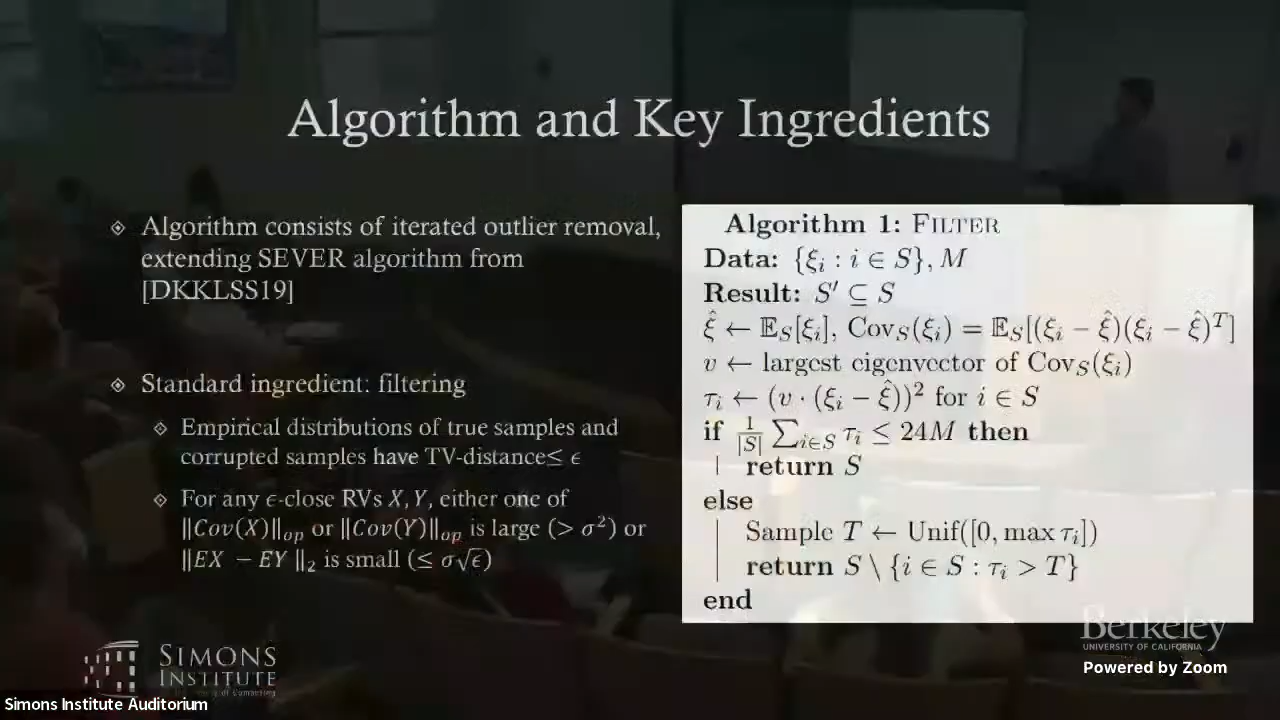 Algorithm and Key Ingredients
Algorithm consists of iterated outlier removal,
extending SEVER algorithm from
[DKKLSS19]
Standard ingredient: filtering
Empirical distributions of true samples and
corrupted samples have TV-distance≤ ϵ
For any ϵ-close RVs X, Y, either one of
‖Cov(X)‖op or ‖Cov(Y)‖op is large (> σ²) or
‖EX − EY ‖₂ is small (≤ σ√ϵ)
Algorithm 1: FILTER
Data: {ξᵢ : i ∈ S}, M
Result: S′ ⊆ S
ξ̂ ← 𝔼_S[ξᵢ], Cov_S(ξᵢ) = 𝔼_S[(ξᵢ − ξ̂)(ξᵢ − ξ̂)ᵀ]
v ← largest eigenvector of Cov_S(ξᵢ)
τᵢ ← (v · (ξᵢ − ξ̂))² for i ∈ S
if 1/|S| ∑_{i∈S} τᵢ ≤ 24M then
return S
else
Sample T ← Unif([0, max τᵢ])
return S \ {i ∈ S : τᵢ > T}
end
SIMONS
INSTITUTE
Berkeley
UNIVERSITY OF CALIFORNIA
Powered by Zoom
Simons Institute Auditorium